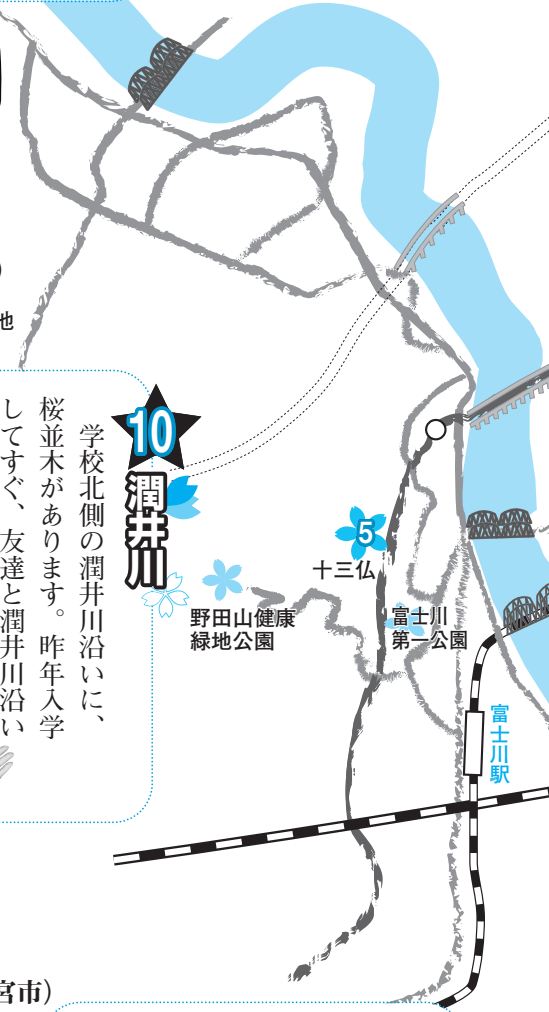 也
10
潤井川
　学校北側の潤井川沿いに、
桜並木があります。昨年入学
してすぐ、友達と潤井川沿い
5
十三仏
野田山健康
緑地公園
富士川
第一公園
富士川駅
宮市）